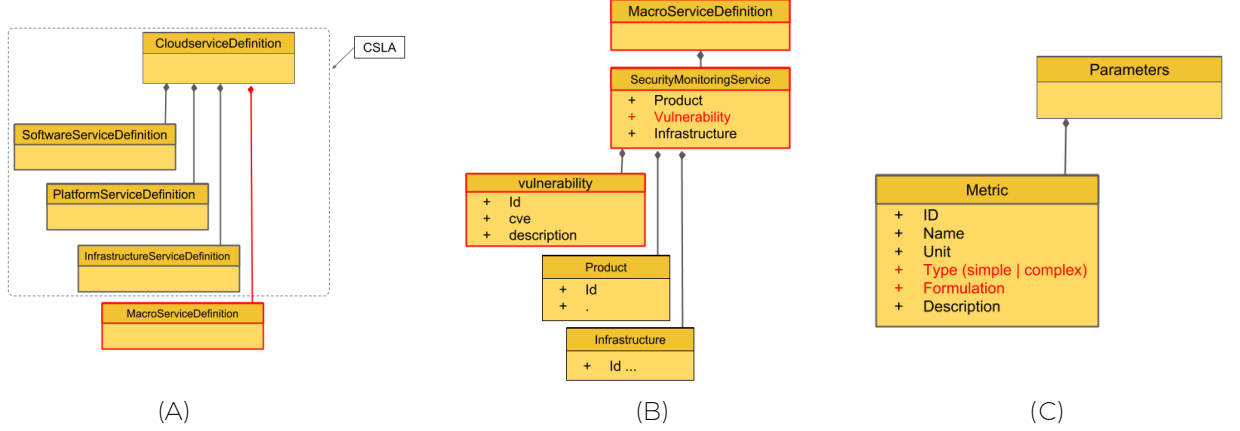 CloudserviceDefinition
CSLA
SoftwareServiceDefinition
PlatformServiceDefinition
InfrastructureServiceDefinition
MacroServiceDefinition
(A)
MacroServiceDefinition
SecurityMonitoringService
+ Product
+ Vulnerability
+ Infrastructure
vulnerability
+ Id
+ cve
+ description
Product
+ Id
+ .
Infrastructure
+ Id ...
(B)
Parameters
Metric
+ ID
+ Name
+ Unit
+ Type (simple | complex)
+ Formulation
+ Description
(C)